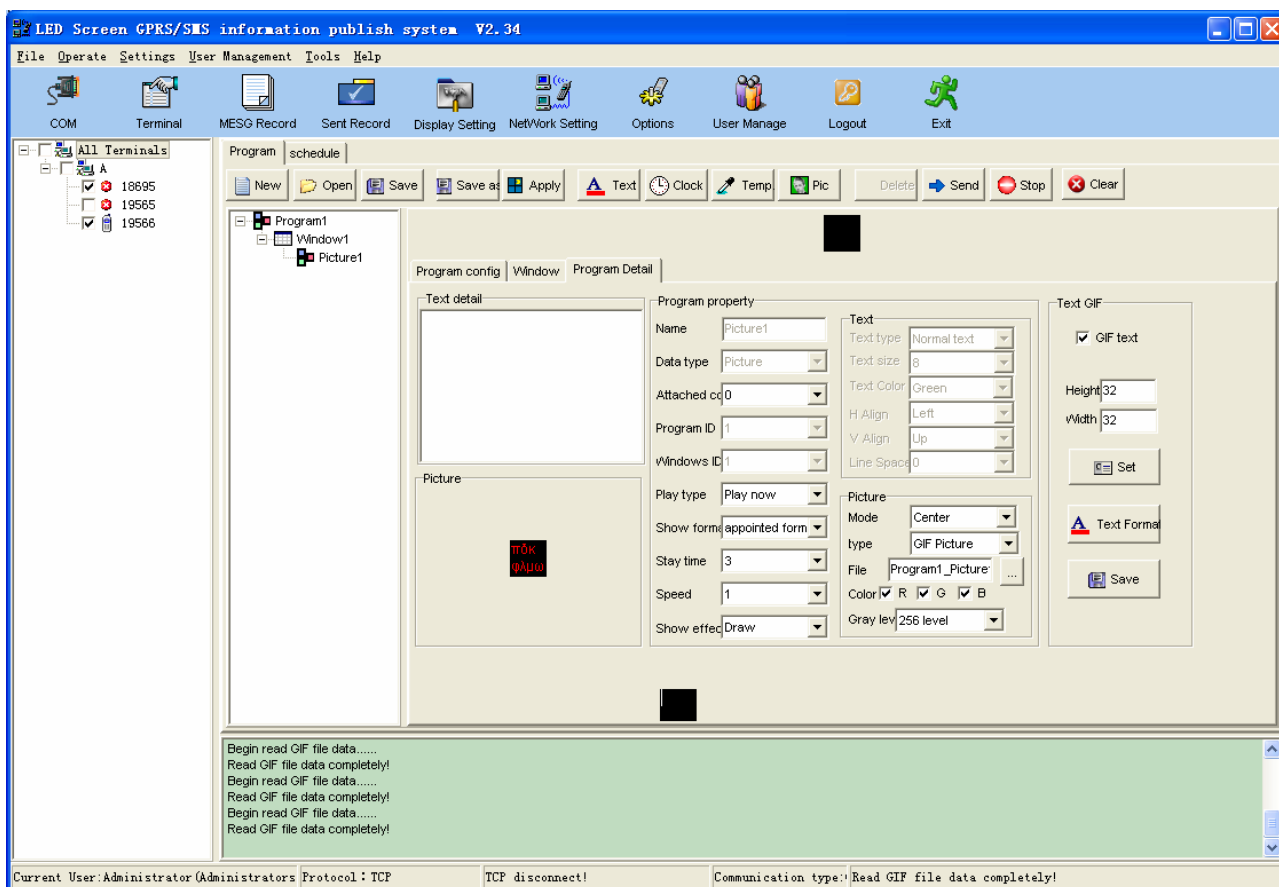 LED Screen GPRS/SMS information publish system V2.34
File Operate Settings User Management Tools Help
COM Terminal MESG Record Sent Record Display Setting NetWork Setting Options User Manage Logout Exit
All Terminals
A
18695
19565
19566
Program schedule
New Open Save Save as Apply Text Clock Temp. Pic Delete Send Stop Clear
Program1
Window1
Picture1
Program config Window Program Detail
Text detail
Picture
πδκ
φλμω
Program property
Name Picture1
Data type Picture
Attached co 0
Program ID 1
Windows ID 1
Play type Play now
Show forma appointed form
Stay time 3
Speed 1
Show effec Draw
Text
Text type Normal text
Text size 8
Text Color Green
H Align Left
V Align Up
Line Space 0
Picture
Mode Center
type GIF Picture
File Program1_Picture ...
Color R G B
Gray lev 256 level
Text GIF
GIF text
Height 32
Width 32
Set
Text Format
Save
Begin read GIF file data......
Read GIF file data completely!
Begin read GIF file data......
Read GIF file data completely!
Begin read GIF file data......
Read GIF file data completely!
Current User:Administrator(Administrators Protocol：TCP TCP disconnect! Communication type: Read GIF file data completely!